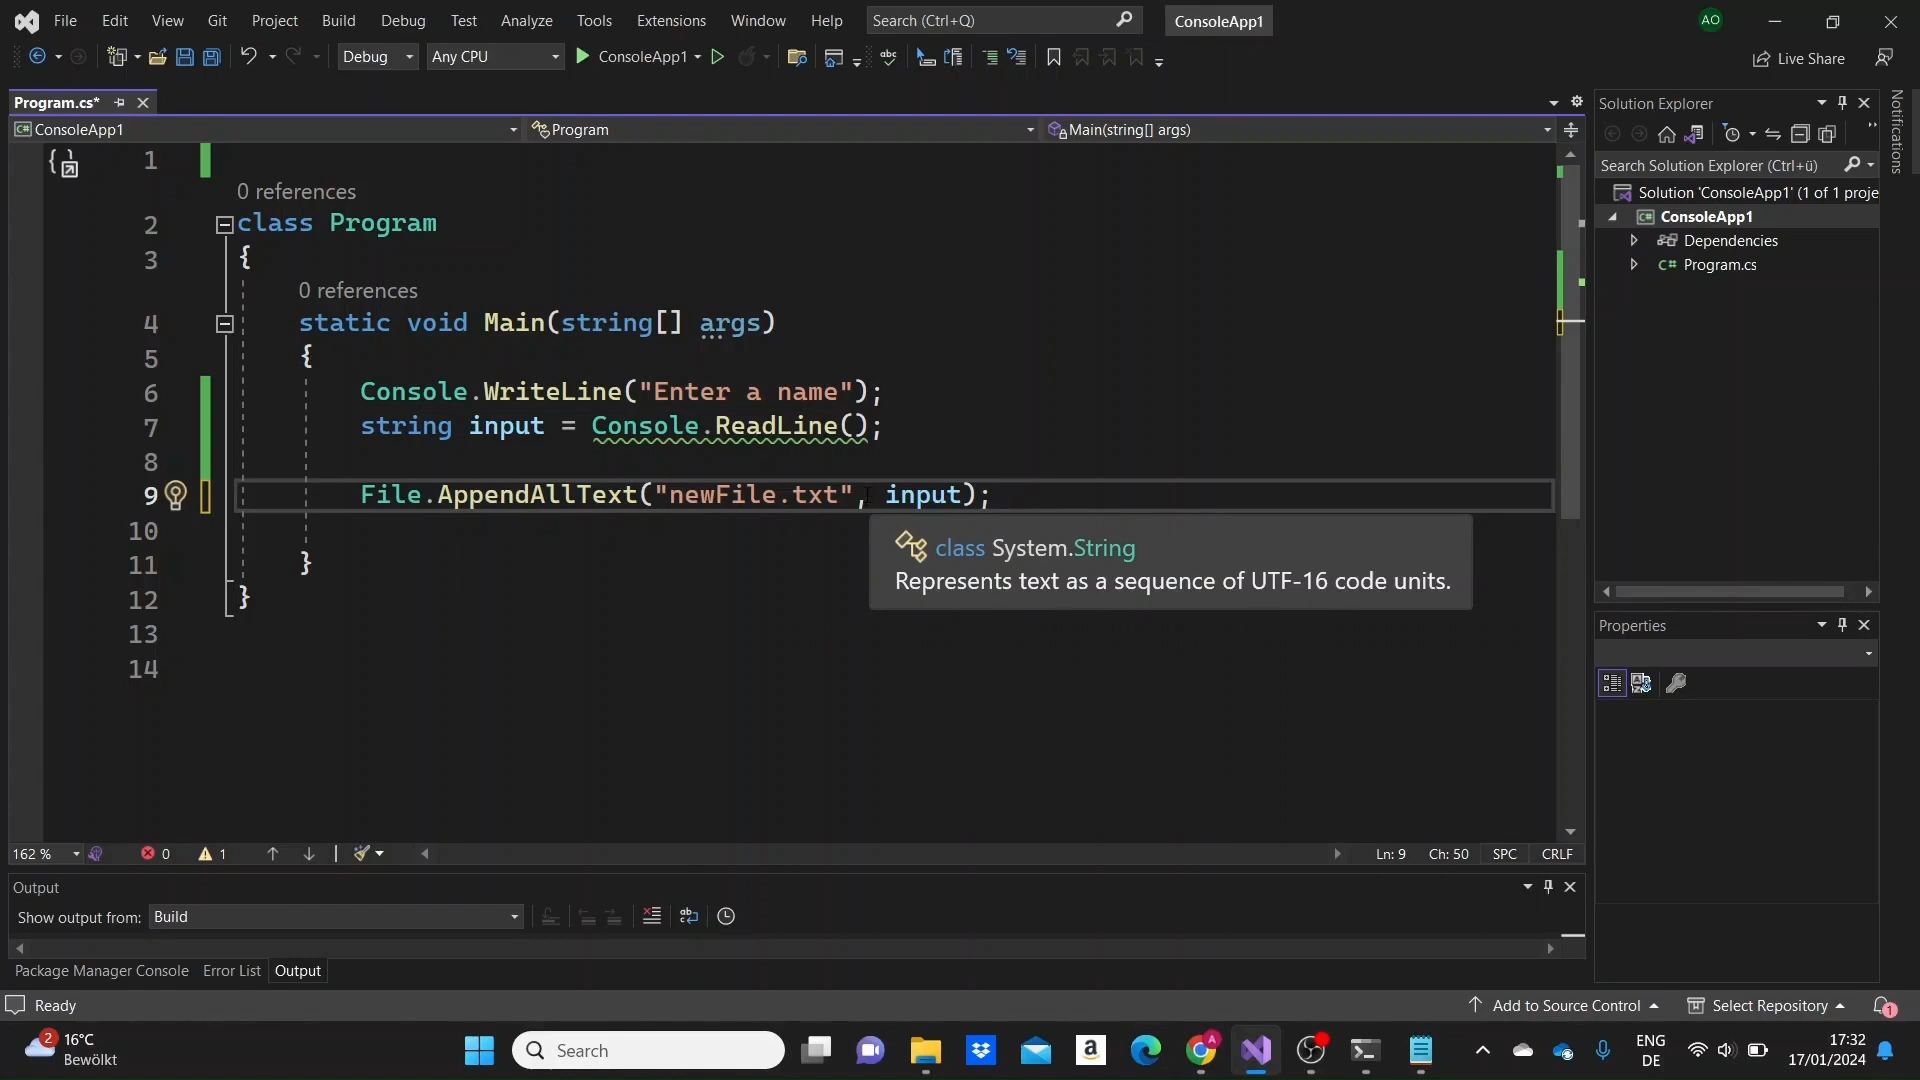 File Edit View Git Project Build Debug Test Analyze Tools Extensions Window Help Search (Ctrl+Q) ConsoleApp1 AO
Debug Any CPU ConsoleApp1 abc Live Share
Program.cs* Solution Explorer Notifications
C# ConsoleApp1 Program Main(string[] args)
Search Solution Explorer (Ctrl+ü)
Solution 'ConsoleApp1' (1 of 1 proje
C# ConsoleApp1
Dependencies
C# Program.cs
1
0 references
2 class Program
3 {
0 references
4 static void Main(string[] args)
5 {
6 Console.WriteLine("Enter a name");
7 string input = Console.ReadLine();
8
9 File.AppendAllText("newFile.txt", input);
10
11 }
12 }
13
14
class System.String
Represents text as a sequence of UTF-16 code units.
Properties
162 % 0 1 Ln: 9 Ch: 50 SPC CRLF
Output
Show output from: Build
Package Manager Console Error List Output
Ready Add to Source Control Select Repository 1
2 16°C
Bewölkt
Search
a
A
ENG
DE
17:32
17/01/2024